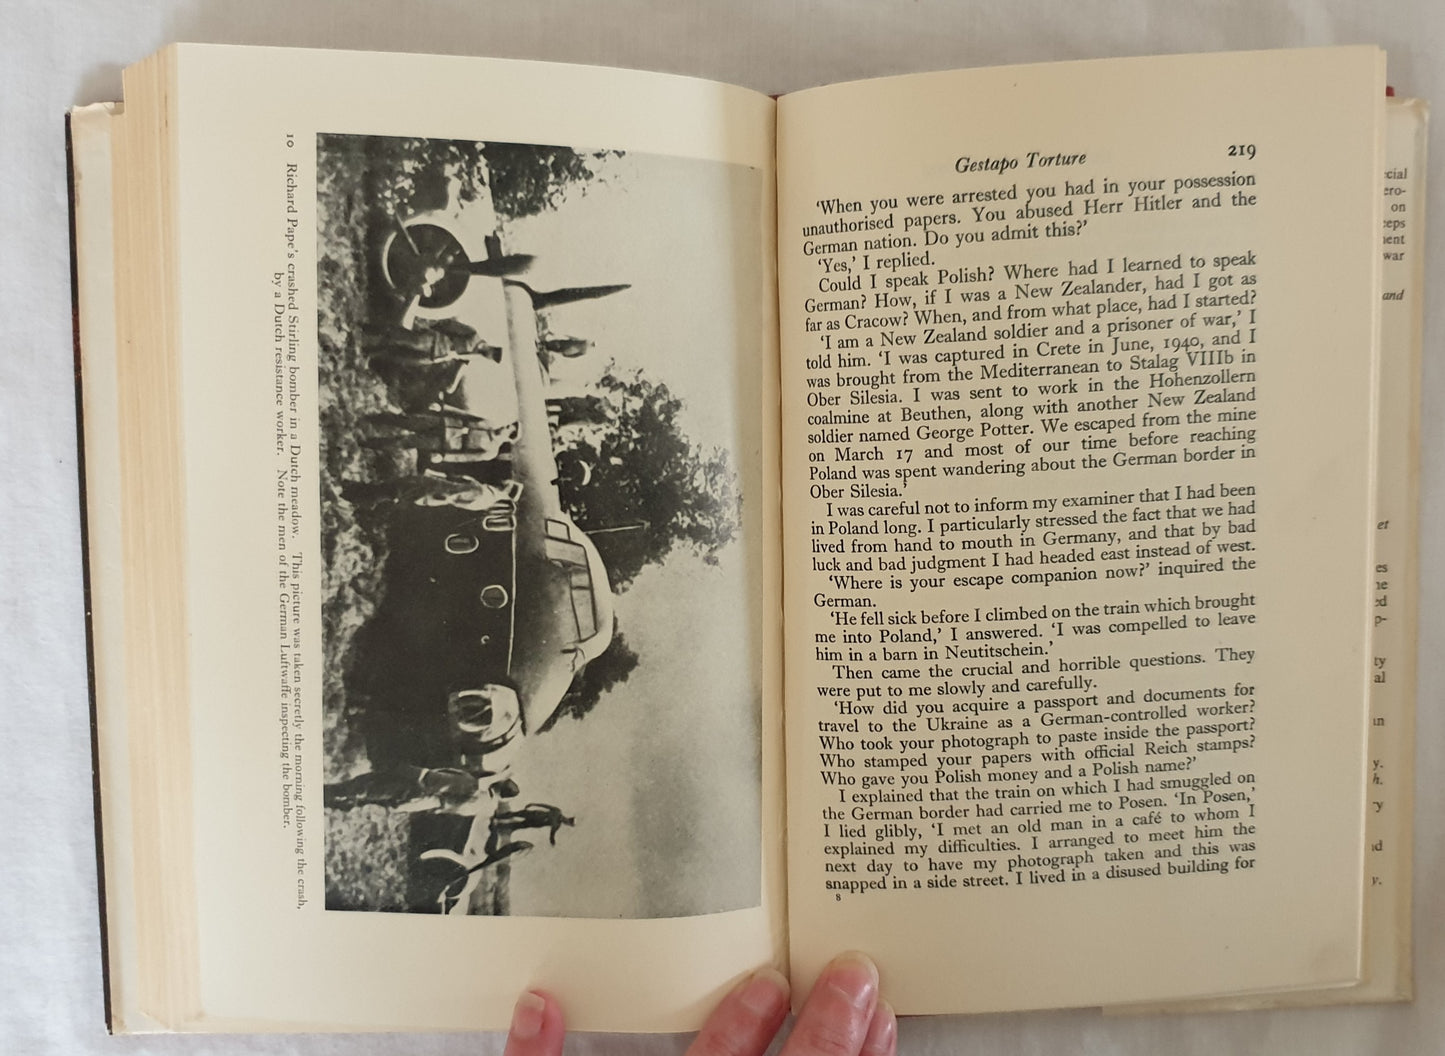 10 Richard Pape's crashed Stirling bomber in a Dutch meadow. This picture was taken secretly the morning following the crash,
by a Dutch resistance worker. Note the men of the German Luftwaffe inspecting the bomber.
Gestapo Torture 219
'When you were arrested you had in your possession
unauthorised papers. You abused Herr Hitler and the
German nation. Do you admit this?'
'Yes,' I replied.
Could I speak Polish? Where had I learned to speak
German? How, if I was a New Zealander, had I got as
far as Cracow? When, and from what place, had I started?
'I am a New Zealand soldier and a prisoner of war,' I
told him. 'I was captured in Crete in June, 1940, and I
was brought from the Mediterranean to Stalag VIIIb in
Ober Silesia. I was sent to work in the Hohenzollern
coalmine at Beuthen, along with another New Zealand
soldier named George Potter. We escaped from the mine
on March 17 and most of our time before reaching
Poland was spent wandering about the German border in
Ober Silesia.'
I was careful not to inform my examiner that I had been
in Poland long. I particularly stressed the fact that we had
lived from hand to mouth in Germany, and that by bad
luck and bad judgment I had headed east instead of west.
'Where is your escape companion now?' inquired the
German.
'He fell sick before I climbed on the train which brought
me into Poland,' I answered. 'I was compelled to leave
him in a barn in Neutitschein.'
Then came the crucial and horrible questions. They
were put to me slowly and carefully.
'How did you acquire a passport and documents for
travel to the Ukraine as a German-controlled worker?
Who took your photograph to paste inside the passport?
Who stamped your papers with official Reich stamps?
Who gave you Polish money and a Polish name?'
I explained that the train on which I had smuggled on
the German border had carried me to Posen. 'In Posen,'
I lied glibly, 'I met an old man in a café to whom I
explained my difficulties. I arranged to meet him the
next day to have my photograph taken and this was
snapped in a side street. I lived in a disused building for
8
on
war
and
et